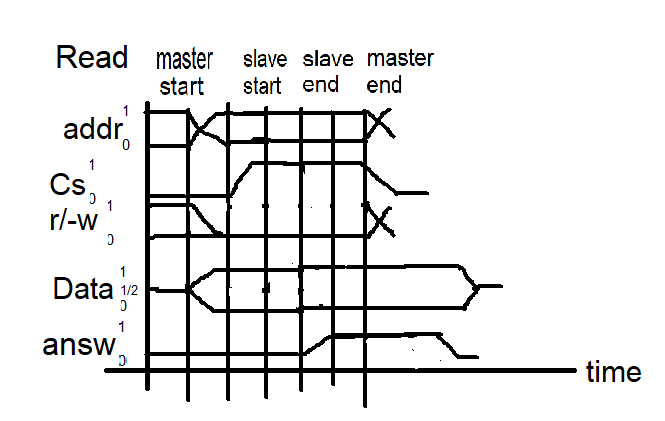 Read master slave slave master
start start end end
addr 1
0
Cs 1
0
r/-w 1
0
Data 1
1/2
0
answ 1
0
time